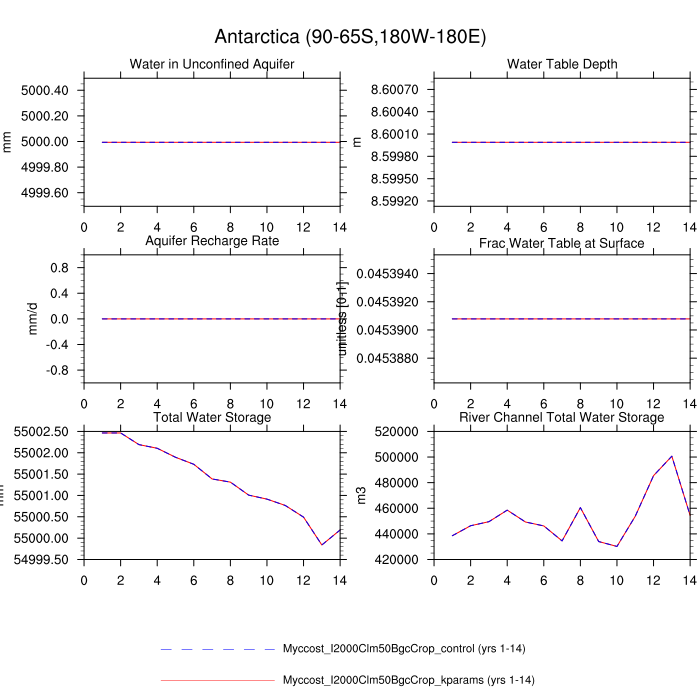 Antarctica (90-65S,180W-180E)
Water in Unconfined Aquifer
Water Table Depth
5000.40
5000.20
5000.00
4999.80
4999.60
mm
0 2 4 6 8 10 12 14
8.60070
8.60040
8.60010
8.59980
8.59950
8.59920
m
0 2 4 6 8 10 12 14
Aquifer Recharge Rate
Frac Water Table at Surface
0.8
0.4
0.0
-0.4
-0.8
mm/d
0 2 4 6 8 10 12 14
0.0453940
0.0453920
0.0453900
0.0453880
unitless [0-1]
0 2 4 6 8 10 12 14
Total Water Storage
River Channel Total Water Storage
55002.50
55002.00
55001.50
55001.00
55000.50
55000.00
54999.50
mm
0 2 4 6 8 10 12 14
520000
500000
480000
460000
440000
420000
m3
0 2 4 6 8 10 12 14
Myccost_I2000Clm50BgcCrop_control (yrs 1-14)
Myccost_I2000Clm50BgcCrop_kparams (yrs 1-14)